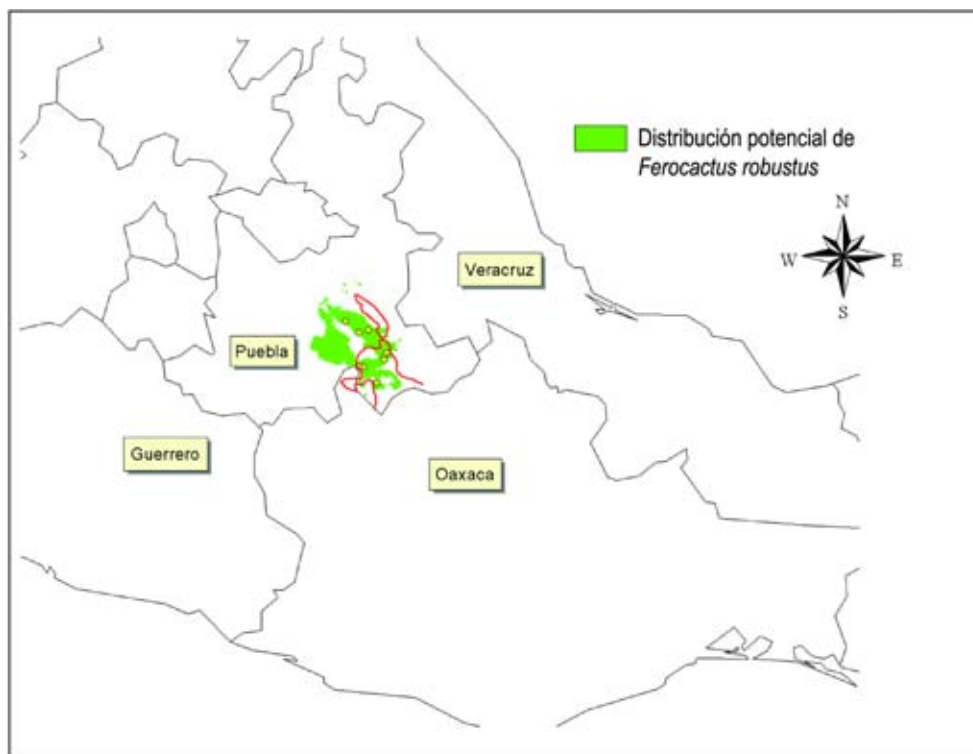 Distribución potencial de
Ferocactus robustus
N
W
E
S
Veracruz
Puebla
Guerrero
Oaxaca